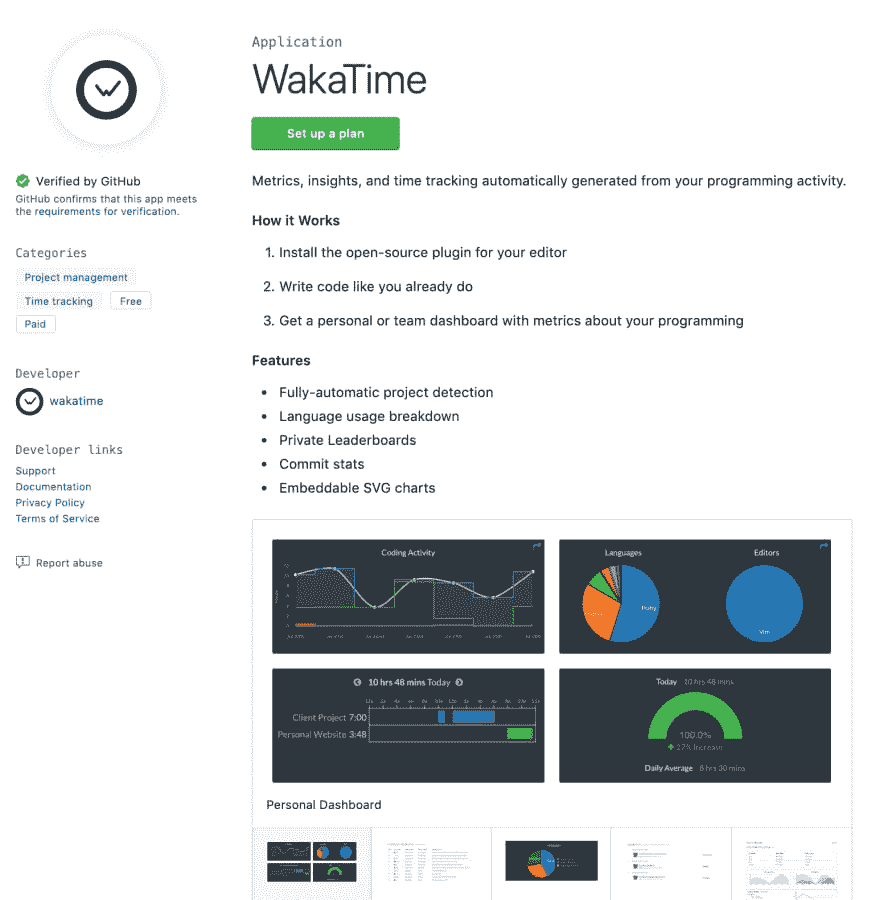 Application
WakaTime
Set up a plan
Verified by GitHub
GitHub confirms that this app meets
the requirements for verification.
Categories
Project management
Time tracking
Free
Paid
Developer
wakatime
Developer links
Support
Documentation
Privacy Policy
Terms of Service
Report abuse
Metrics, insights, and time tracking automatically generated from your programming activity.
How it Works
1. Install the open-source plugin for your editor
2. Write code like you already do
3. Get a personal or team dashboard with metrics about your programming
Features
• Fully-automatic project detection
• Language usage breakdown
• Private Leaderboards
• Commit stats
• Embeddable SVG charts
Coding Activity
Languages
Ruby
Editors
Vim
10 hrs 48 mins Today
Client Project 7:00
Personal Website 3:48
Today 10 hrs 48 mins
100.0%
27% Increase
Daily Average 8 hrs 30 mins
Personal Dashboard